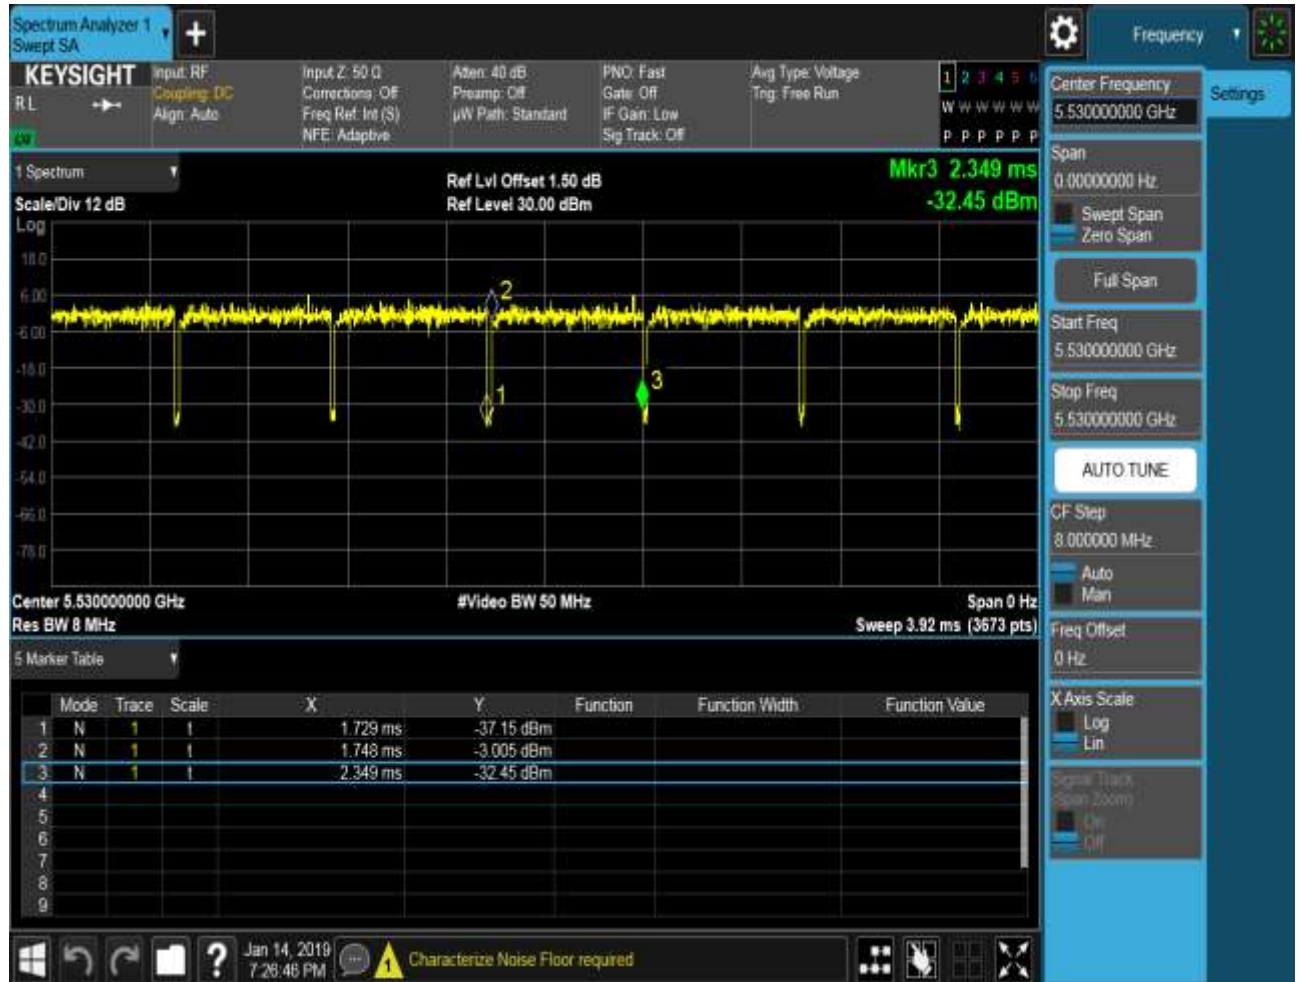 Spectrum Analyzer 1
Swept SA
Frequency
KEYSIGHT
RL
Input: RF
Coupling: DC
Align: Auto
Input Z: 50 Ω
Corrections: Off
Freq Ref: Int (S)
NFE: Adaptive
Atten: 40 dB
Preamp: Off
µW Path: Standard
PNO: Fast
Gate: Off
IF Gain: Low
Sig Track: Off
Avg Type: Voltage
Trig: Free Run
1 2 3 4 5 6
W W W W W W
P P P P P P
1 Spectrum
Scale/Div 12 dB
Ref Lvl Offset 1.50 dB
Ref Level 30.00 dBm
Mkr3 2.349 ms
-32.45 dBm
Log
18.0
6.00
-6.00
-18.0
-30.0
-42.0
-54.0
-66.0
-78.0
2
1
3
Center 5.530000000 GHz
#Video BW 50 MHz
Span 0 Hz
Res BW 8 MHz
Sweep 3.92 ms (3673 pts)
5 Marker Table
Mode Trace Scale X Y Function Function Width Function Value
1 N 1 t 1.729 ms -37.15 dBm
2 N 1 t 1.748 ms -3.005 dBm
3 N 1 t 2.349 ms -32.45 dBm
4
5
6
7
8
9
Jan 14, 2019
7:26:46 PM
1
Characterize Noise Floor required
Center Frequency
5.530000000 GHz
Settings
Span
0.00000000 Hz
Swept Span
Zero Span
Full Span
Start Freq
5.530000000 GHz
Stop Freq
5.530000000 GHz
AUTO TUNE
CF Step
8.000000 MHz
Auto
Man
Freq Offset
0 Hz
X Axis Scale
Log
Lin
Signal Track
(Span Zoom)
On
Off